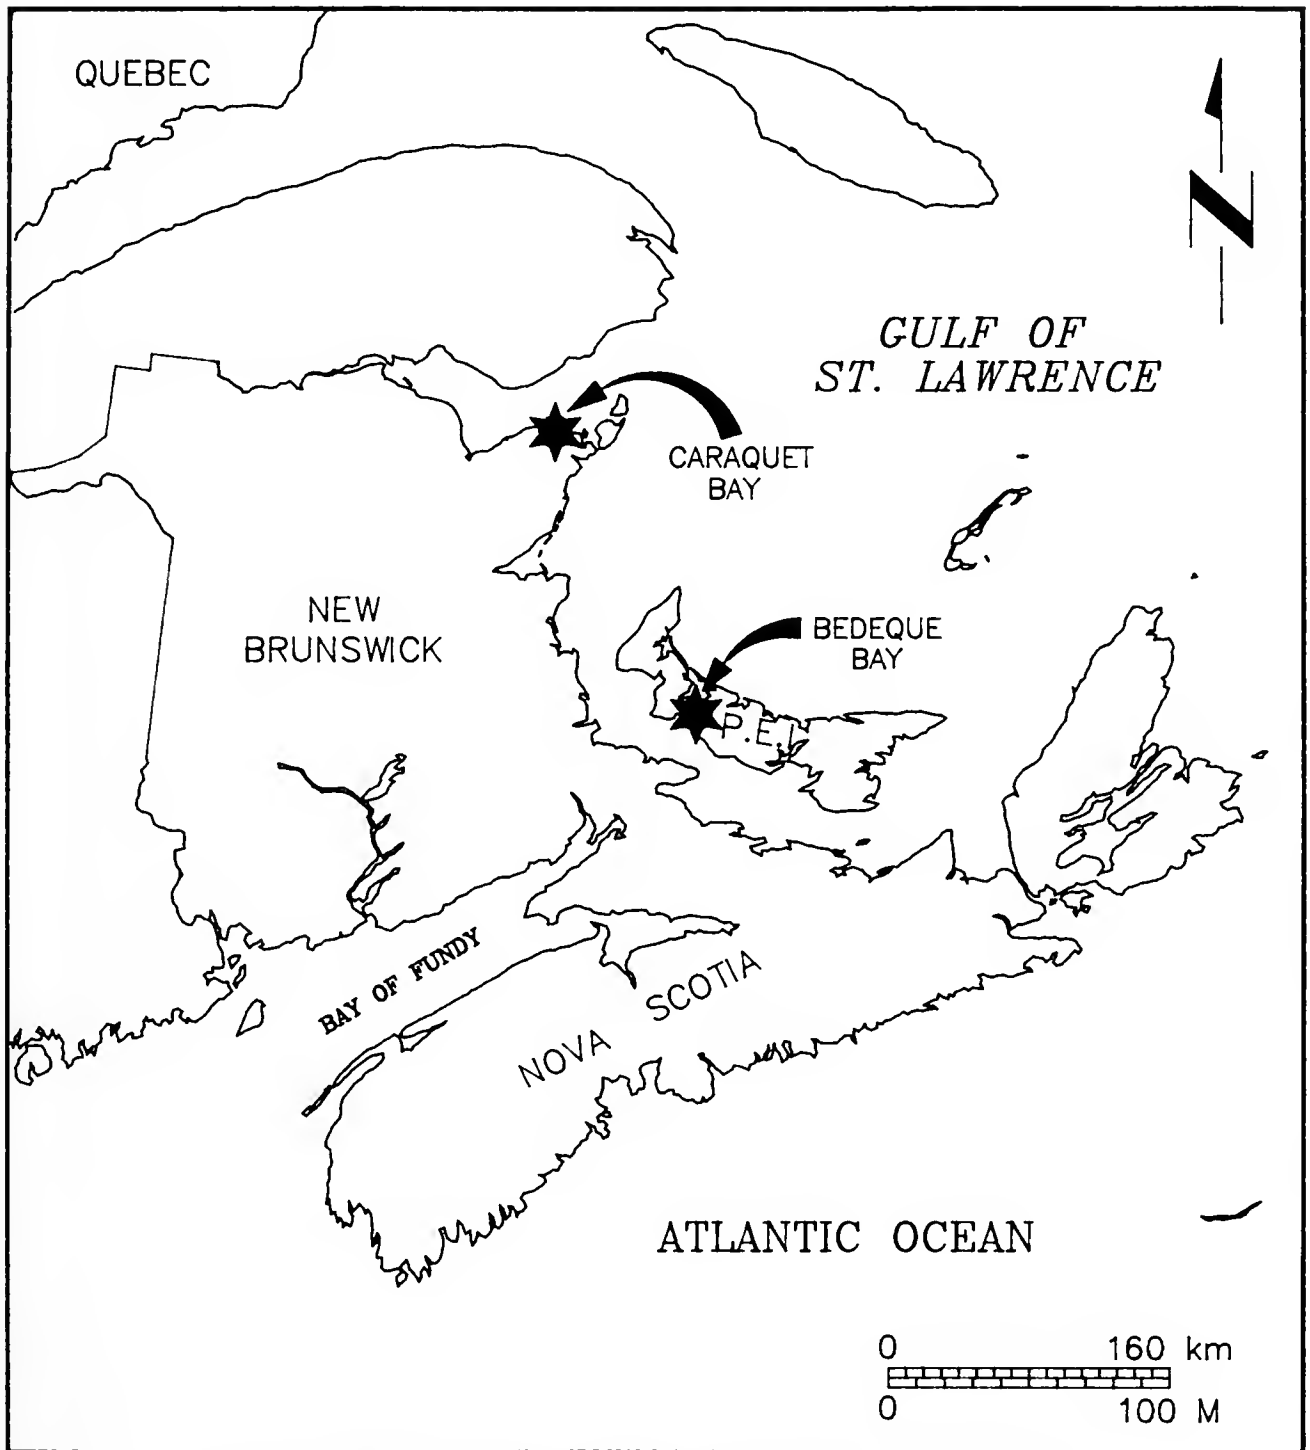 QUEBEC
N
GULF OF
ST. LAWRENCE
CARAQUET
BAY
NEW
BRUNSWICK
BEDEQUE
BAY
P.E.I.
BAY OF FUNDY
NOVA SCOTIA
ATLANTIC OCEAN
0 160 km
0 100 M